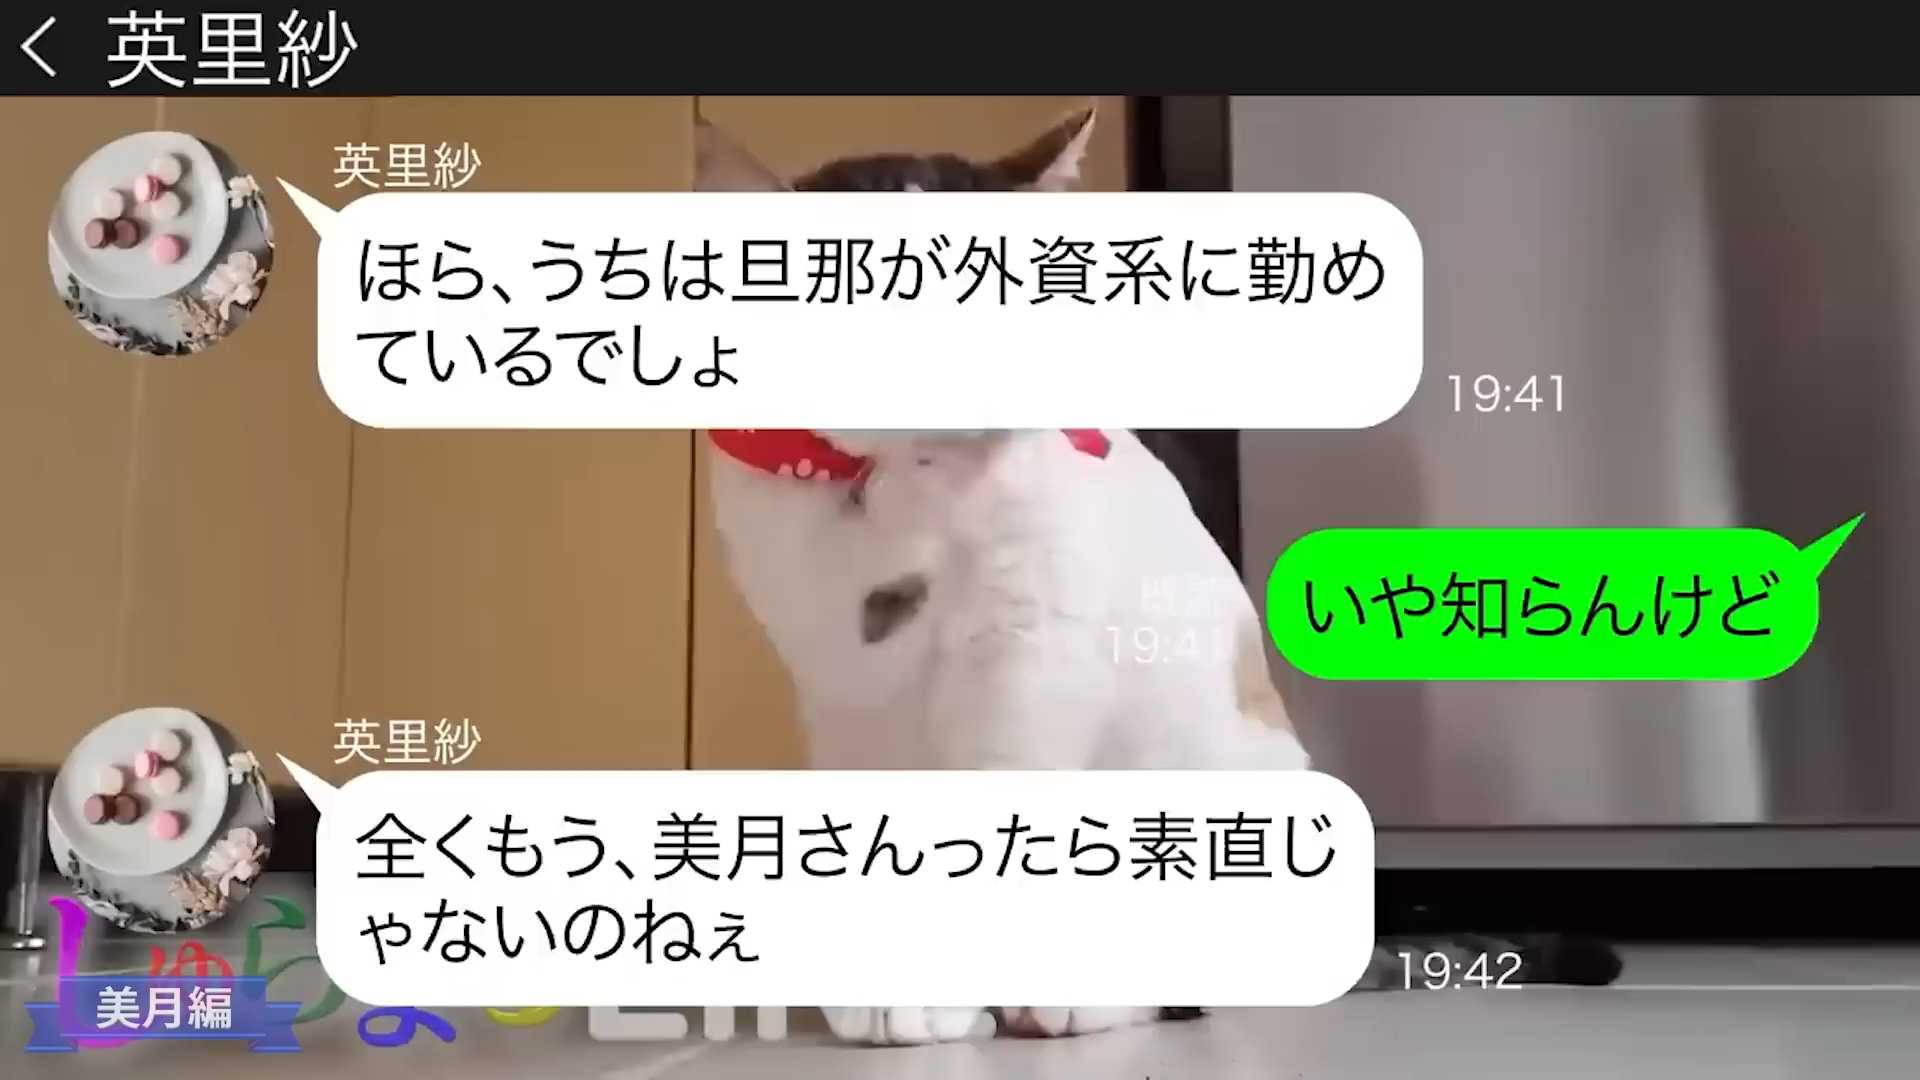 英里紗
英里紗
ほら、うちは旦那が外資系に勤め
ているでしょ
19:41
いや知らんけど
既読
19:41
英里紗
全くもう、美月さんったら素直じ
ゃないのねぇ
19:42
美月編